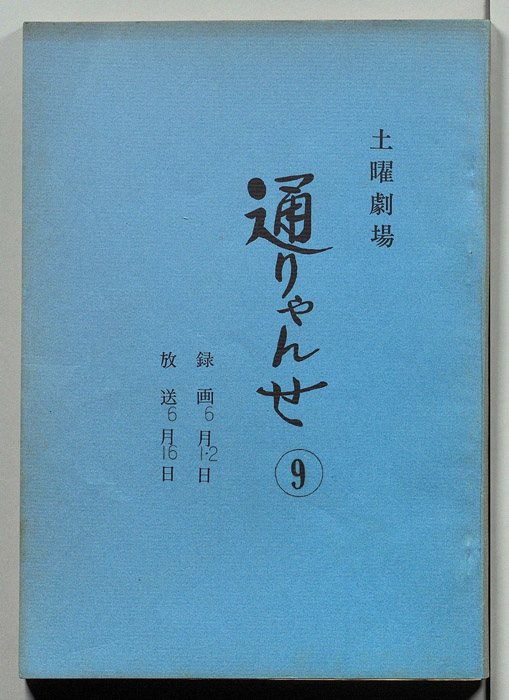 土曜劇場
通りゃんせ ⑨
録画6月1・2日
放送6月16日